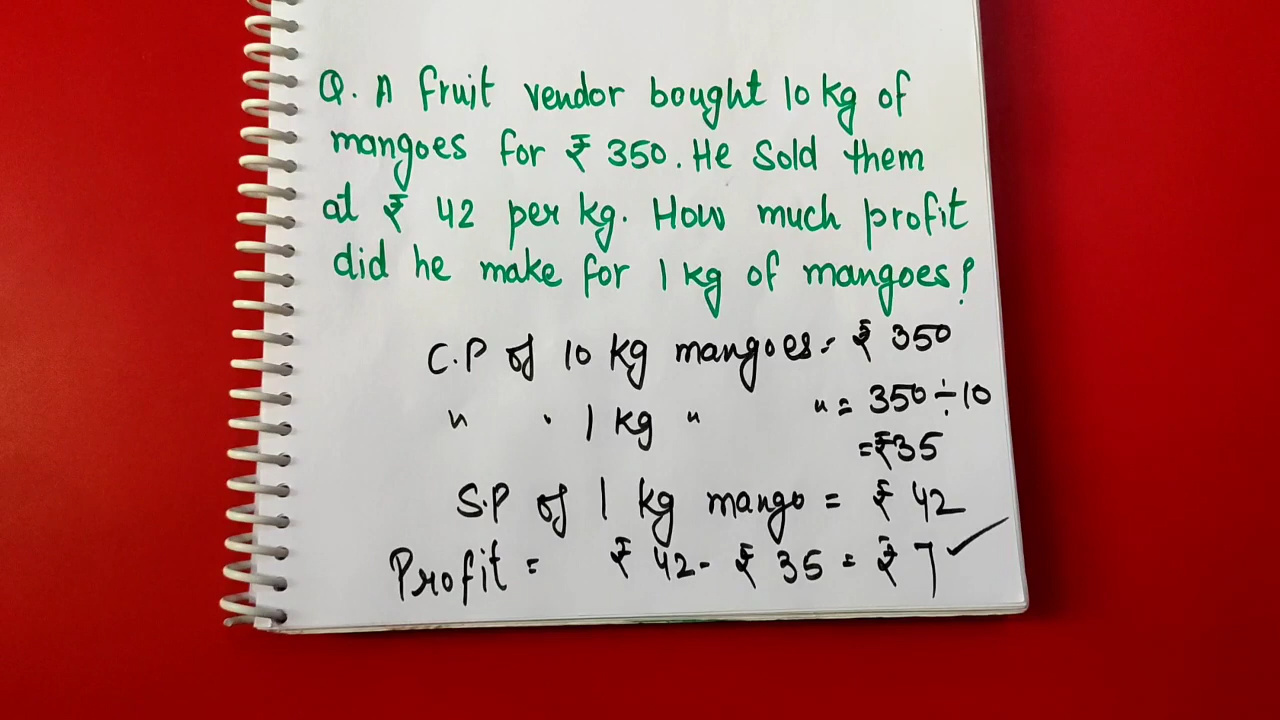 Q. A fruit vendor bought 10 kg of
mangoes for ₹ 350. He Sold them
at ₹ 42 per kg. How much profit
did he make for 1 kg of mangoes?
C.P of 10 kg mangoes = ₹ 350
" " 1 kg " " = 350 ÷ 10
= ₹35
S.P of 1 kg mango = ₹ 42
Profit = ₹ 42 - ₹ 35 = ₹ 7 ✓